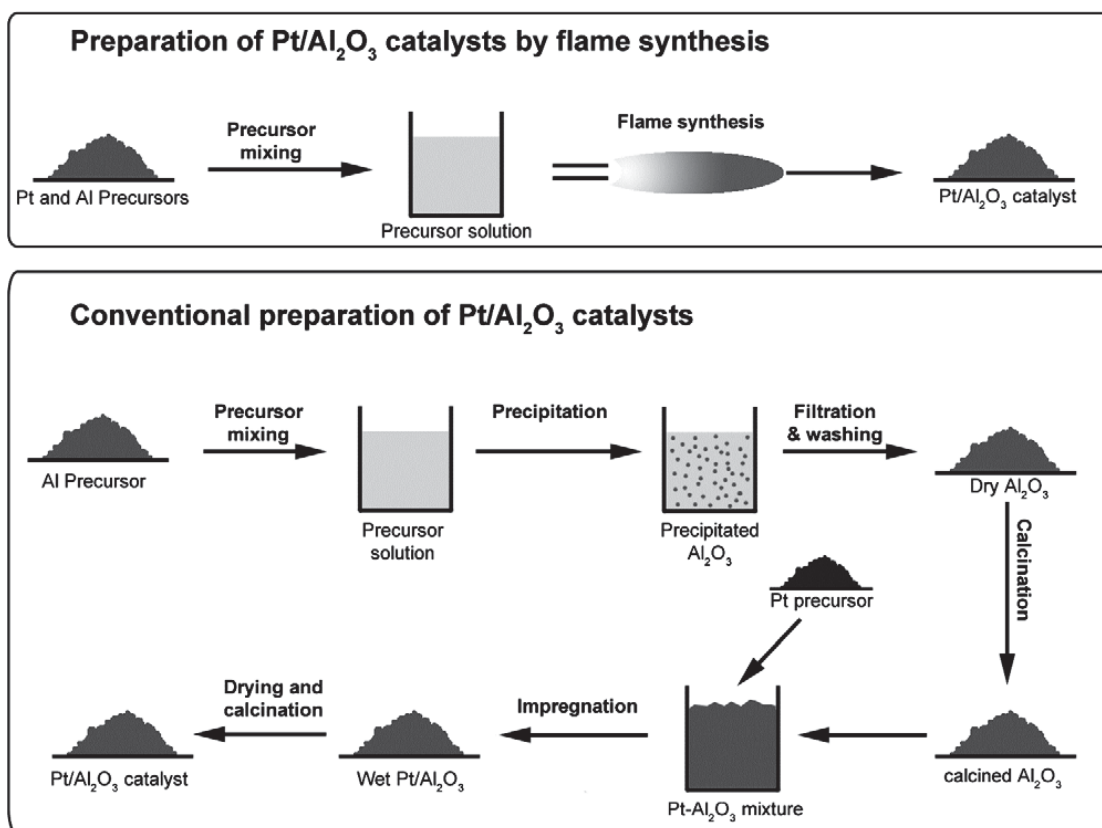 Preparation of Pt/Al₂O₃ catalysts by flame synthesis
Precursor
mixing
Flame synthesis
Pt and Al Precursors
Precursor solution
Pt/Al₂O₃ catalyst
Conventional preparation of Pt/Al₂O₃ catalysts
Precursor
mixing
Precipitation
Filtration
& washing
Al Precursor
Precursor
solution
Precipitated
Al₂O₃
Dry Al₂O₃
Calcination
Pt precursor
Drying and
calcination
Impregnation
Pt/Al₂O₃ catalyst
Wet Pt/Al₂O₃
Pt-Al₂O₃ mixture
calcined Al₂O₃